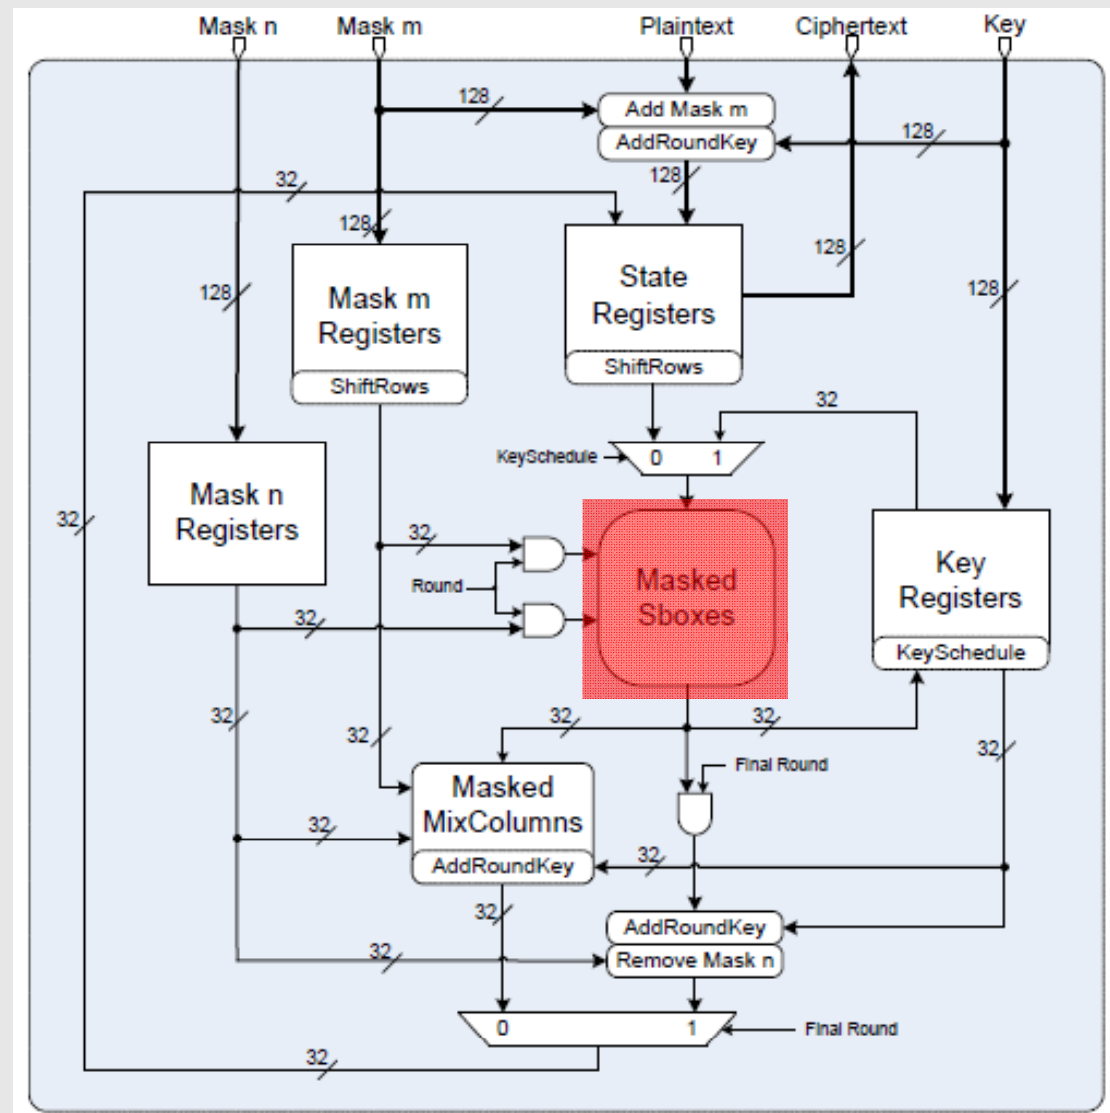 Mask n
Mask m
Plaintext
Ciphertext
Key
128
Add Mask m
AddRoundKey
128
128
32
128
128
128
128
Mask m
Registers
ShiftRows
State
Registers
ShiftRows
32
KeySchedule
0 1
Mask n
Registers
32
32
Round
32
Masked
Sboxes
Key
Registers
KeySchedule
32
32
32
32
32
Final Round
Masked
MixColumns
AddRoundKey
32
32
32
AddRoundKey
Remove Mask n
32
0 1
Final Round
32